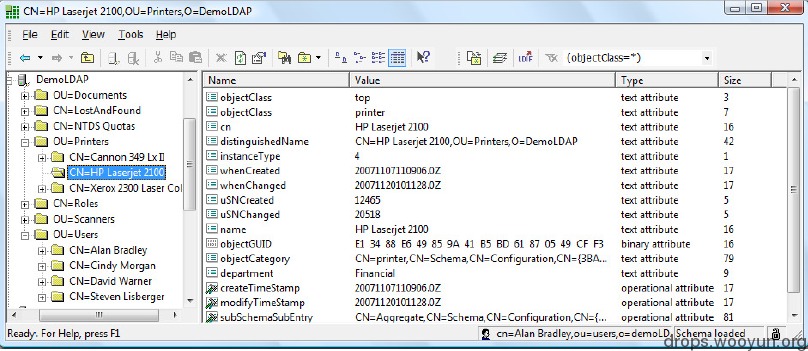 CN=HP Laserjet 2100,OU=Printers,O=DemoLDAP
File Edit View Tools Help
LDIF (objectClass=*)
DemoLDAP
OU=Documents
CN=LostAndFound
CN=NTDS Quotas
OU=Printers
CN=Cannon 349 Lx II
CN=HP Laserjet 2100
CN=Xerox 2300 Laser Col
CN=Roles
OU=Scanners
OU=Users
CN=Alan Bradley
CN=Cindy Morgan
CN=David Warner
CN=Steven Lisberger
Name Value Type Size
objectClass top text attribute 3
objectClass printer text attribute 7
cn HP Laserjet 2100 text attribute 16
distinguishedName CN=HP Laserjet 2100,OU=Printers,O=DemoLDAP text attribute 42
instanceType 4 text attribute 1
whenCreated 20071107110906.0Z text attribute 17
whenChanged 20071120101128.0Z text attribute 17
uSNCreated 12465 text attribute 5
uSNChanged 20518 text attribute 5
name HP Laserjet 2100 text attribute 16
objectGUID E1 34 88 E6 49 85 9A 41 B5 BD 61 87 05 49 CF F3 binary attribute 16
objectCategory CN=printer,CN=Schema,CN=Configuration,CN={3BA... text attribute 79
department Financial text attribute 9
createTimeStamp 20071107110906.0Z operational attribute 17
modifyTimeStamp 20071120101128.0Z operational attribute 17
subSchemaSubEntry CN=Aggregate,CN=Schema,CN=Configuration,CN={... operational attribute 81
Ready. For Help, press F1
cn=Alan Bradley,ou=users,o=demoLD Schema loaded
drops.wooyun.org